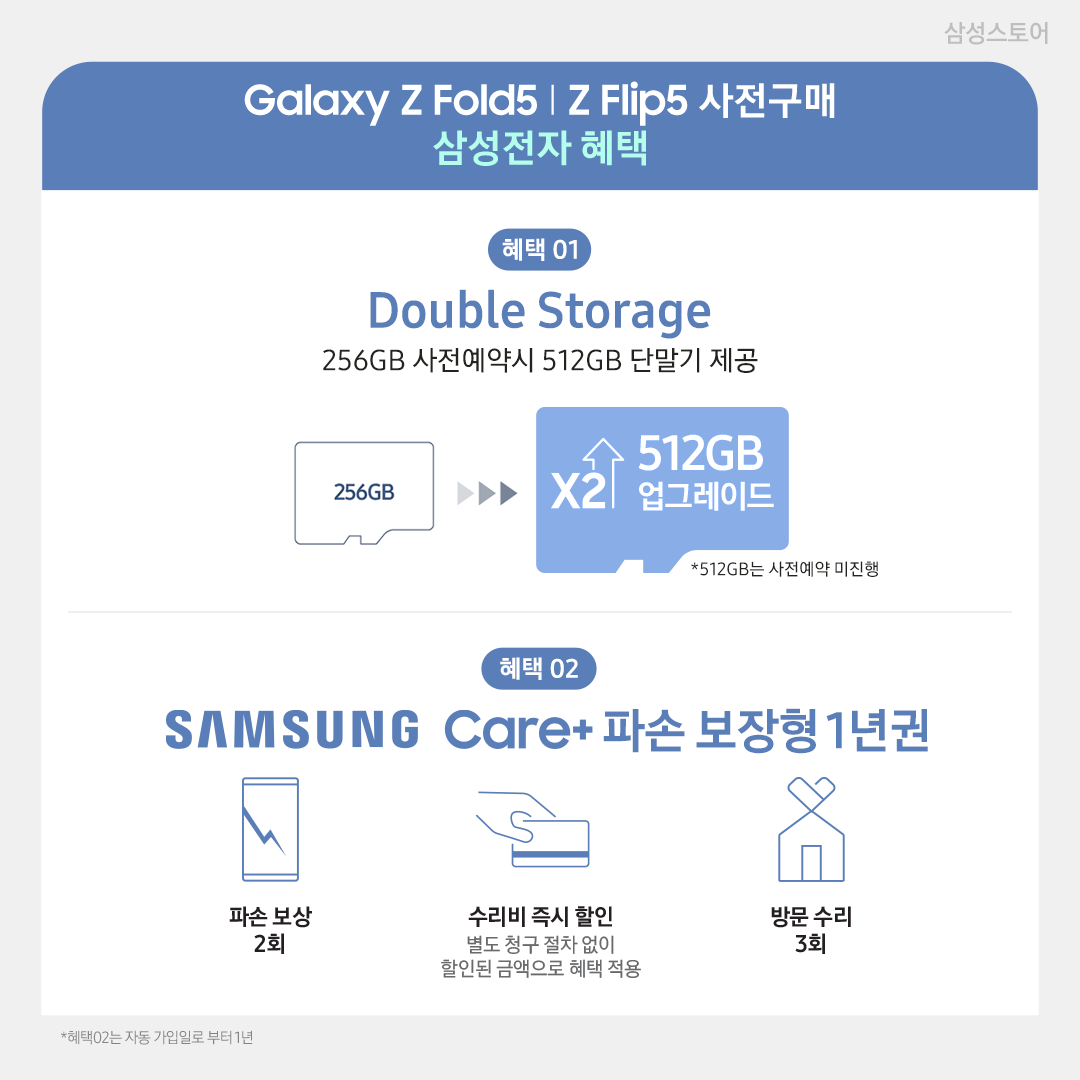 삼성스토어
Galaxy Z Fold5 | Z Flip5 사전구매
삼성전자 혜택
혜택 01
Double Storage
256GB 사전예약시 512GB 단말기 제공
256GB
X2
512GB
업그레이드
*512GB는 사전예약 미진행
혜택 02
SAMSUNG Care+ 파손 보장형 1년권
파손 보상
2회
수리비 즉시 할인
별도 청구 절차 없이
할인된 금액으로 혜택 적용
방문 수리
3회
*혜택02는 자동 가입일로 부터 1년